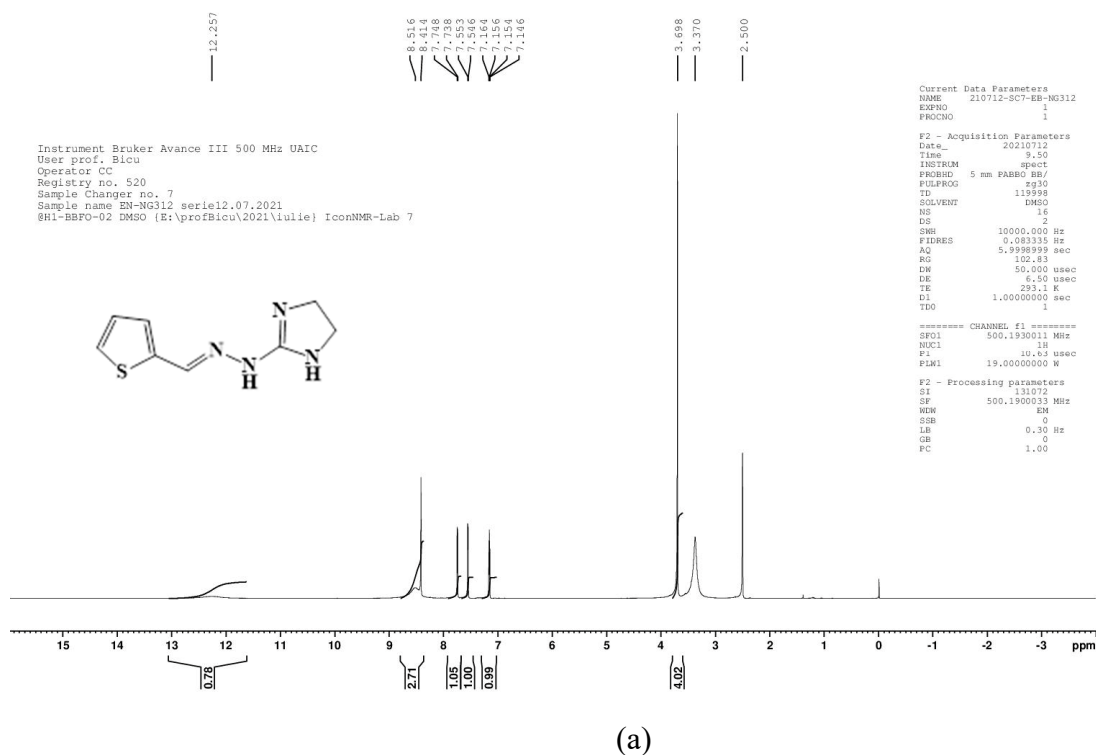 12.257
8.516
8.414
7.748
7.738
7.553
7.546
7.164
7.156
7.154
7.146
3.698
3.370
2.500
Instrument Bruker Avance III 500 MHz UAIC
User prof. Bicu
Operator CC
Registry no. 520
Sample Changer no. 7
Sample name EN-NG312 serie12.07.2021
@H1-BBFO-02 DMSO {E:\profBicu\2021\iulie} IconNMR-Lab 7
Current Data Parameters
NAME 210712-SC7-EB-NG312
EXPNO 1
PROCNO 1
F2 - Acquisition Parameters
Date_ 20210712
Time 9.50
INSTRUM spect
PROBHD 5 mm PABBO BB/
PULPROG zg30
TD 119998
SOLVENT DMSO
NS 16
DS 2
SWH 10000.000 Hz
FIDRES 0.083335 Hz
AQ 5.9998999 sec
RG 102.83
DW 50.000 usec
DE 6.50 usec
TE 293.1 K
D1 1.00000000 sec
TD0 1
======== CHANNEL f1 ========
SFO1 500.1930011 MHz
NUC1 1H
P1 10.63 usec
PLW1 19.00000000 W
F2 - Processing parameters
SI 131072
SF 500.1900033 MHz
WDW EM
SSB 0
LB 0.30 Hz
GB 0
PC 1.00
N
N
N
H
N
H
S
15 14 13 12 11 10 9 8 7 6 5 4 3 2 1 0 -1 -2 -3 ppm
0.78 2.71 1.05 1.00 0.99 4.02
(a)